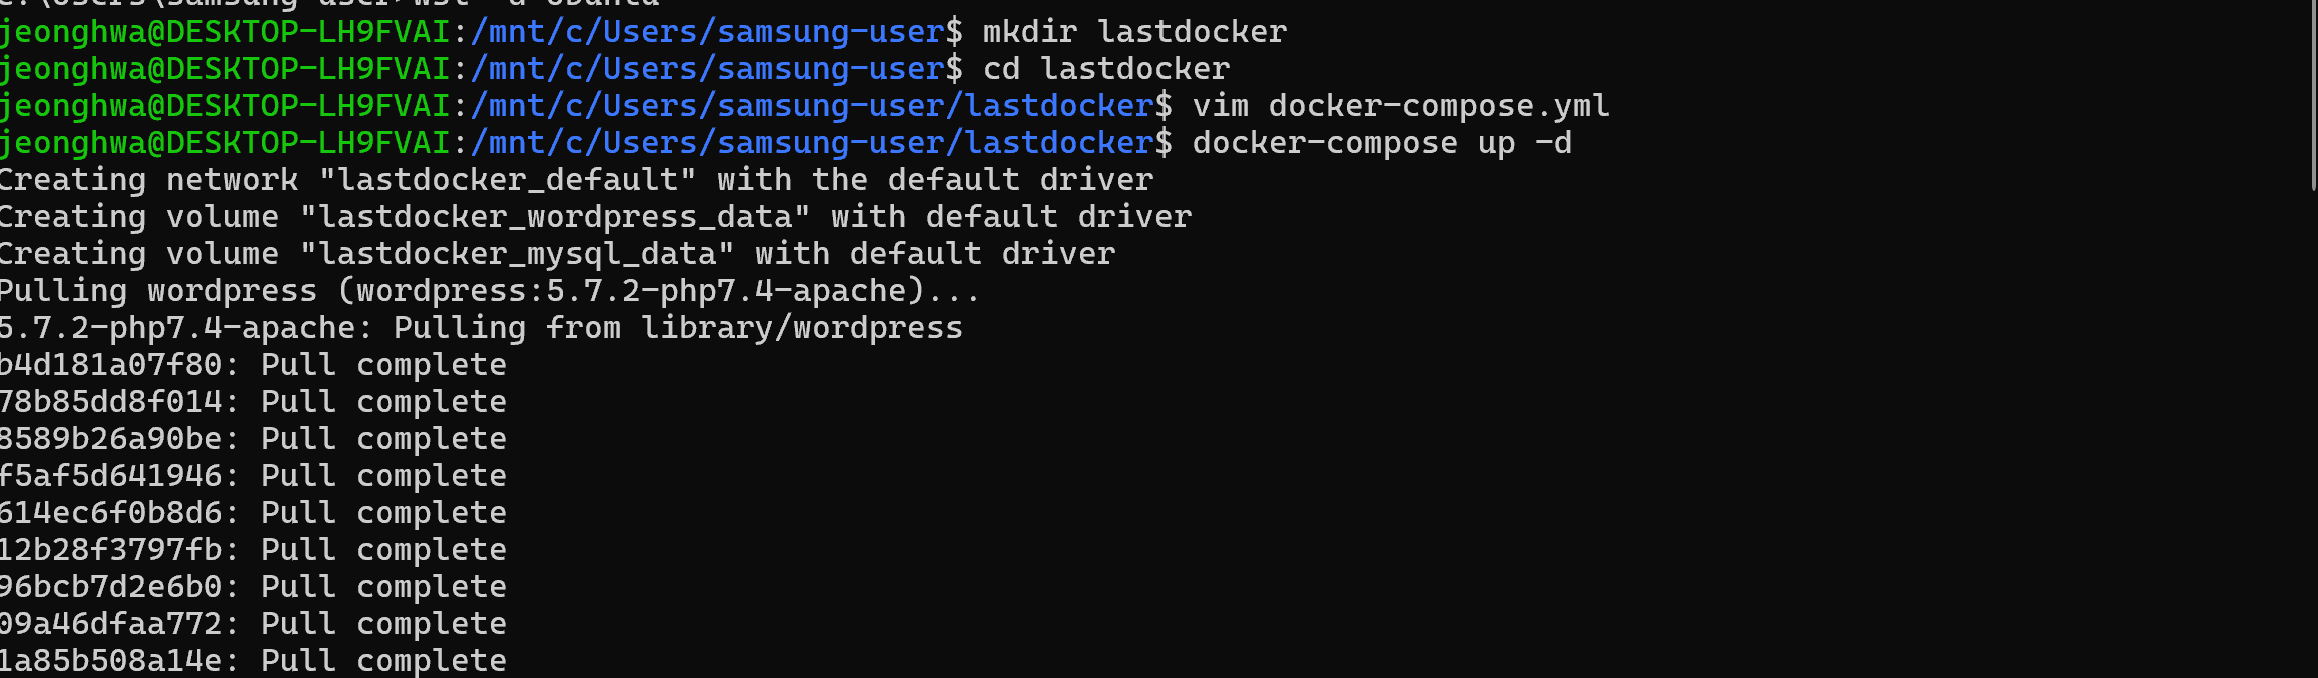 jeonghwa@DESKTOP-LH9FVAI:/mnt/c/Users/samsung-user$ mkdir lastdocker
jeonghwa@DESKTOP-LH9FVAI:/mnt/c/Users/samsung-user$ cd lastdocker
jeonghwa@DESKTOP-LH9FVAI:/mnt/c/Users/samsung-user/lastdocker$ vim docker-compose.yml
jeonghwa@DESKTOP-LH9FVAI:/mnt/c/Users/samsung-user/lastdocker$ docker-compose up -d
Creating network "lastdocker_default" with the default driver
Creating volume "lastdocker_wordpress_data" with default driver
Creating volume "lastdocker_mysql_data" with default driver
Pulling wordpress (wordpress:5.7.2-php7.4-apache)...
5.7.2-php7.4-apache: Pulling from library/wordpress
b4d181a07f80: Pull complete
78b85dd8f014: Pull complete
8589b26a90be: Pull complete
f5af5d641946: Pull complete
614ec6f0b8d6: Pull complete
12b28f3797fb: Pull complete
96bcb7d2e6b0: Pull complete
09a46dfaa772: Pull complete
1a85b508a14e: Pull complete